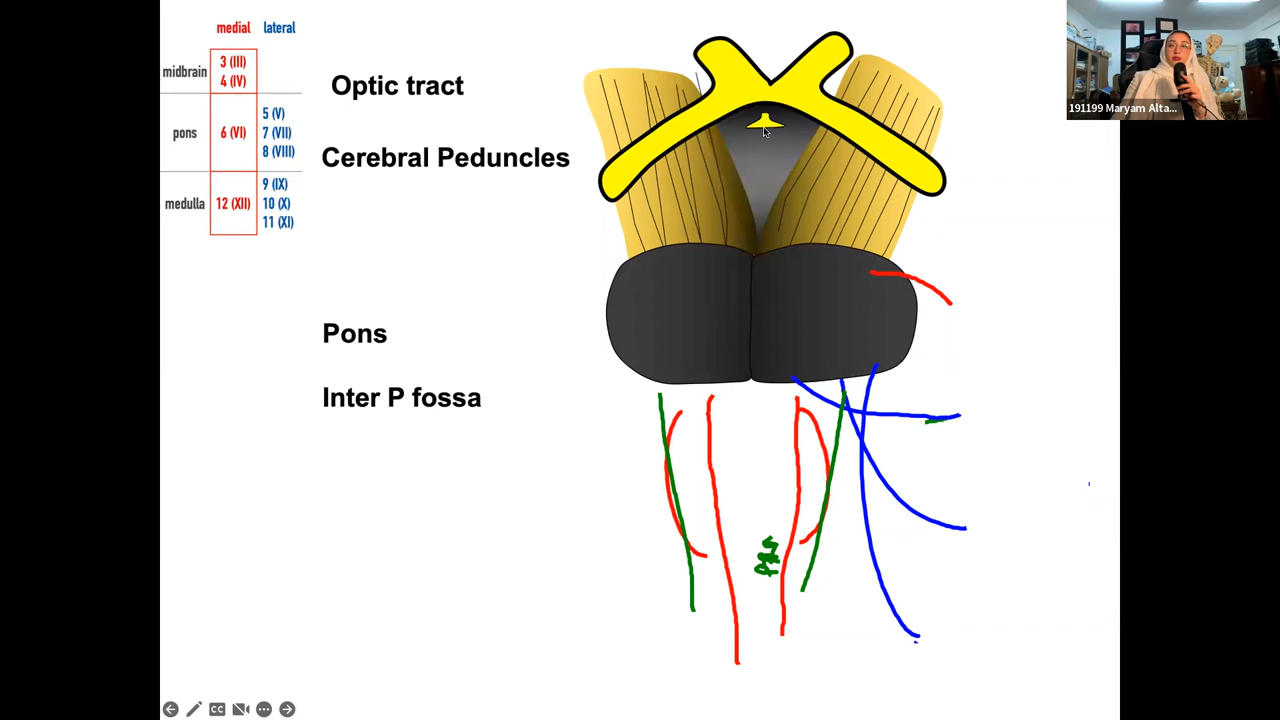 medial lateral
midbrain 3 (III)
4 (IV)
pons 6 (VI) 5 (V)
7 (VII)
8 (VIII)
medulla 12 (XII) 9 (IX)
10 (X)
11 (XI)
Optic tract
Cerebral Peduncles
Pons
Inter P fossa
191199 Maryam Alta...
CC